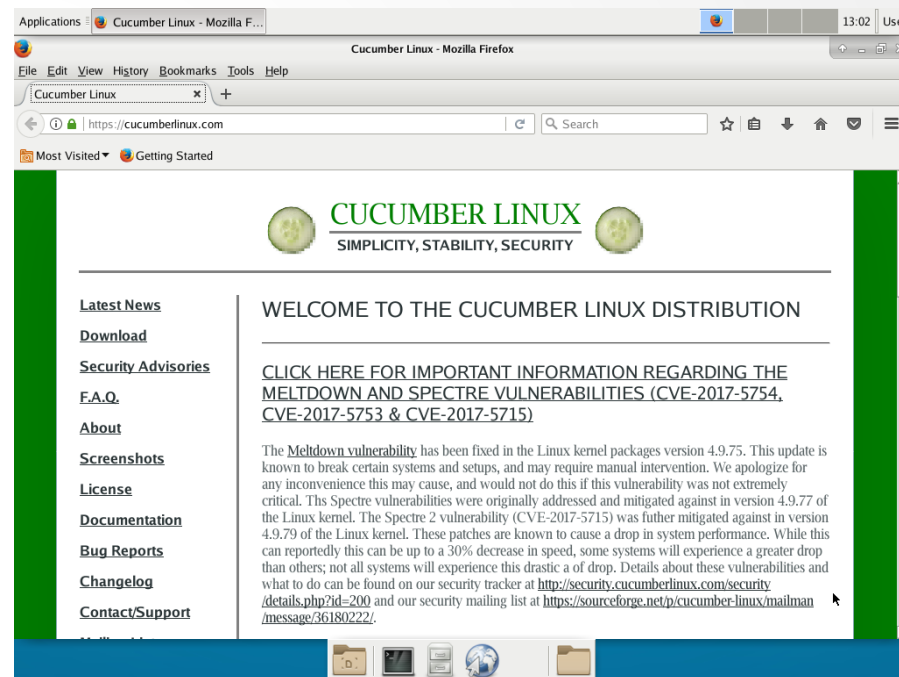 Applications Cucumber Linux - Mozilla F... 13:02 Use
Cucumber Linux - Mozilla Firefox
File Edit View History Bookmarks Tools Help
Cucumber Linux × +
https://cucumberlinux.com Search
Most Visited Getting Started
CUCUMBER LINUX
SIMPLICITY, STABILITY, SECURITY
Latest News
Download
Security Advisories
F.A.Q.
About
Screenshots
License
Documentation
Bug Reports
Changelog
Contact/Support
WELCOME TO THE CUCUMBER LINUX DISTRIBUTION
CLICK HERE FOR IMPORTANT INFORMATION REGARDING THE
MELTDOWN AND SPECTRE VULNERABILITIES (CVE-2017-5754,
CVE-2017-5753 & CVE-2017-5715)
The Meltdown vulnerability has been fixed in the Linux kernel packages version 4.9.75. This update is
known to break certain systems and setups, and may require manual intervention. We apologize for
any inconvenience this may cause, and would not do this if this vulnerability was not extremely
critical. Ths Spectre vulnerabilities were originally addressed and mitigated against in version 4.9.77 of
the Linux kernel. The Spectre 2 vulnerability (CVE-2017-5715) was futher mitigated against in version
4.9.79 of the Linux kernel. These patches are known to cause a drop in system performance. While this
can reportedly this can be up to a 30% decrease in speed, some systems will experience a greater drop
than others; not all systems will experience this drastic a of drop. Details about these vulnerabilities and
what to do can be found on our security tracker at http://security.cucumberlinux.com/security
/details.php?id=200 and our security mailing list at https://sourceforge.net/p/cucumber-linux/mailman
/message/36180222/.